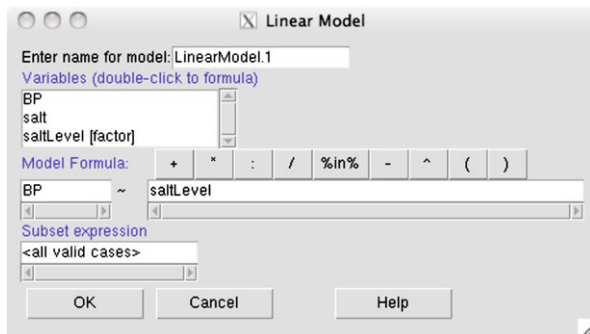 X Linear Model
Enter name for model: LinearModel.1
Variables (double-click to formula)
BP
salt
saltLevel [factor]
Model Formula: + * : / %in% - ^ ( )
BP ~ saltLevel
Subset expression
<all valid cases>
OK Cancel Help